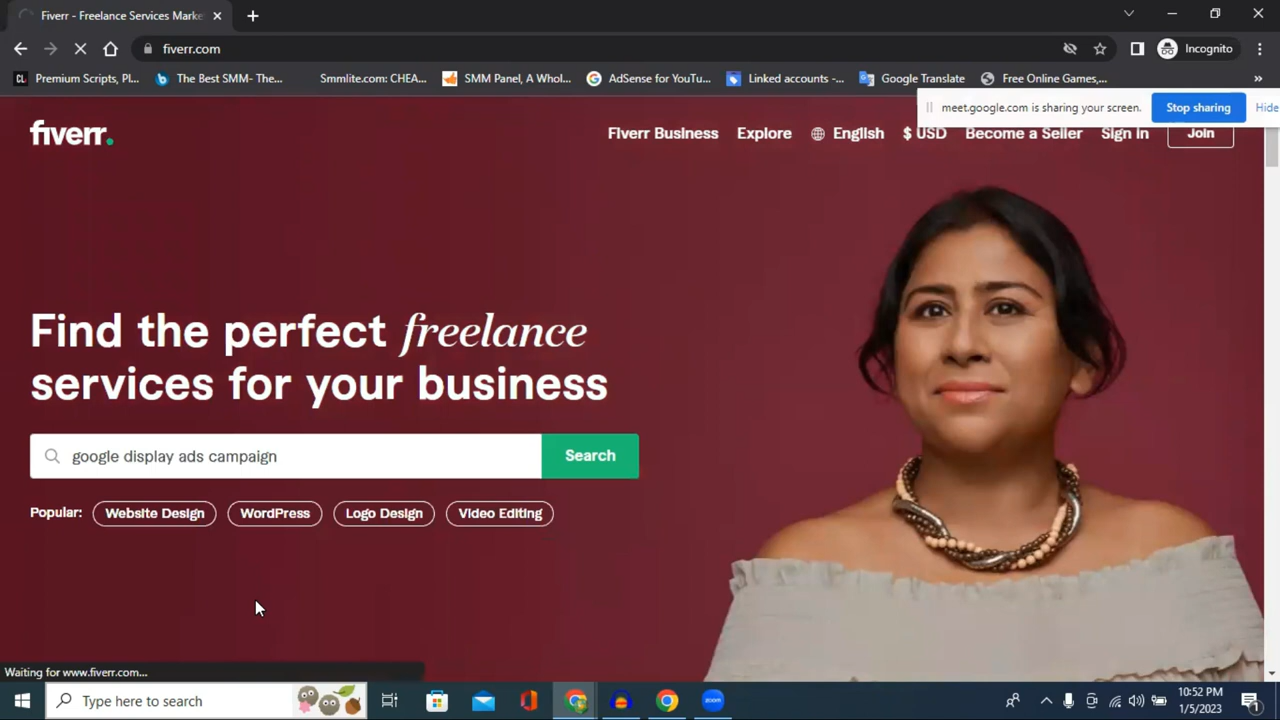 Fiverr - Freelance Services Marke
fiverr.com
Incognito
Premium Scripts, Pl...
The Best SMM- The...
Smmlite.com: CHEA...
SMM Panel, A Whol...
AdSense for YouTu...
Linked accounts -...
Google Translate
Free Online Games,...
»
meet.google.com is sharing your screen.
Stop sharing
Hide
fiverr.
Fiverr Business
Explore
English
$ USD
Become a Seller
Sign in
Join
Find the perfect freelance
services for your business
google display ads campaign
Search
Popular:
Website Design
WordPress
Logo Design
Video Editing
Waiting for www.fiverr.com...
Type here to search
zoom
10:52 PM
1/5/2023
1